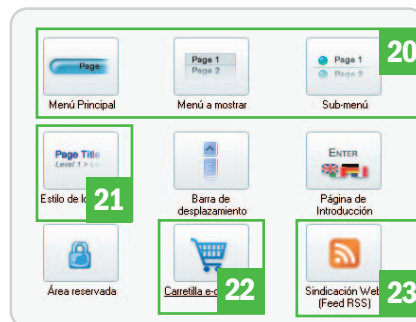 Page
Page 1
Page 2
Page 1
Page 2
20
Menú Principal
Menú a mostrar
Sub-menú
Page Title
Level 1 >
ENTER
Estilo de
21
Barra de
desplazamiento
Página de
Introducción
Área reservada
Carretilla
22
Sindicación Web
(Feed RSS)
23